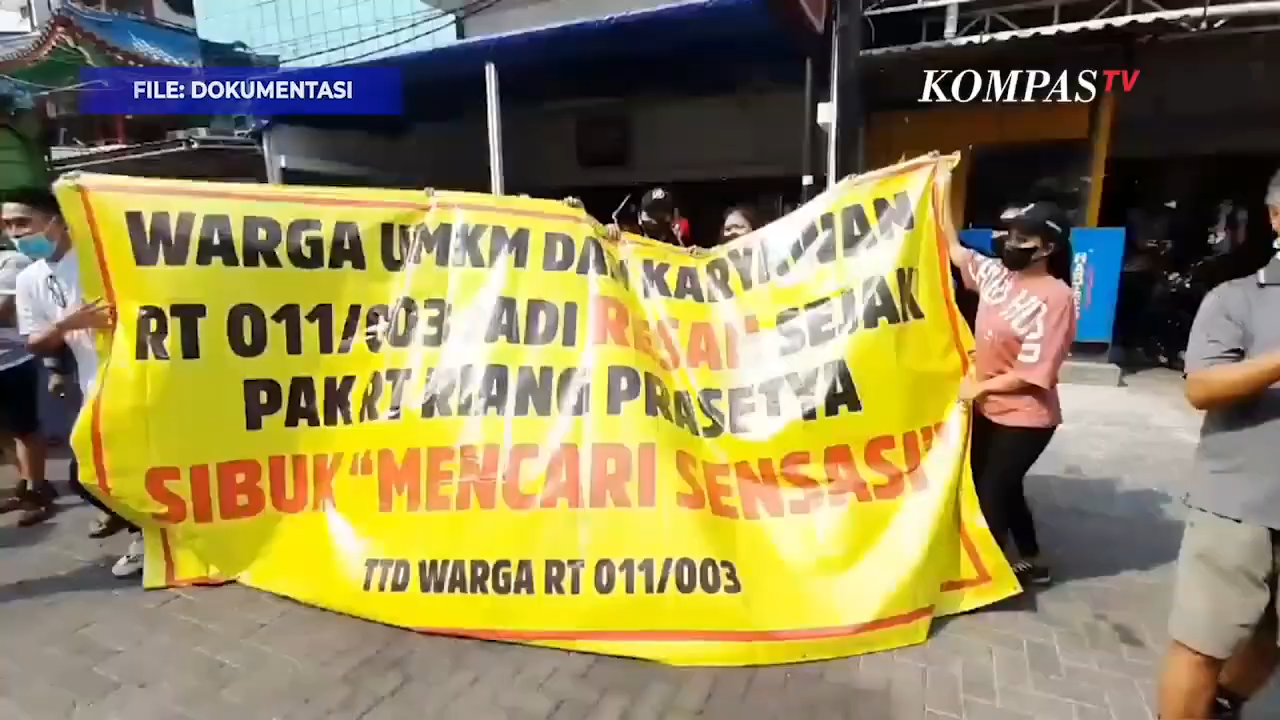 FILE: DOKUMENTASI
KOMPASTV
WARGA UMKM DAN KARYAWAN
RT 011/003 JADI RESAH SEJAK
PAK RT RIANG PRASETYA
SIBUK "MENCARI SENSASI"
TTD WARGA RT 011/003